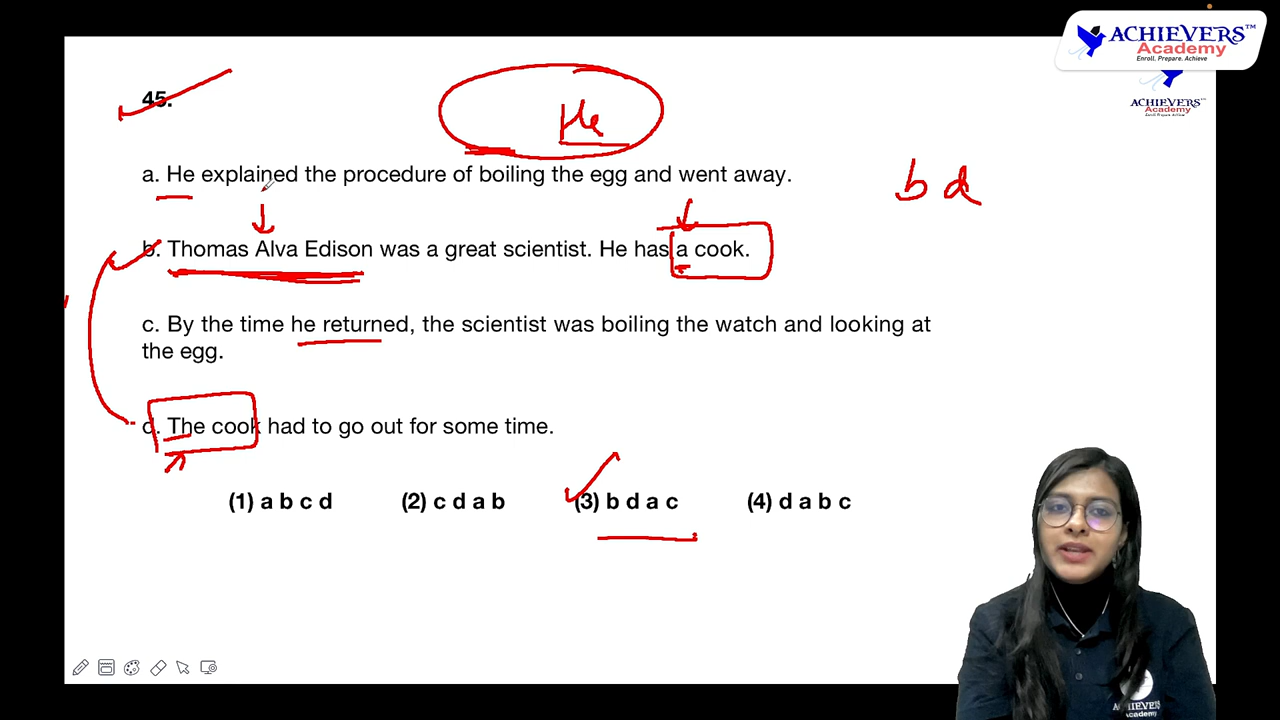 ACHIEVERS™
Academy
Enroll. Prepare. Achieve
ACHIEVERS™
Academy
45.
He
a. He explained the procedure of boiling the egg and went away.
b d
b. Thomas Alva Edison was a great scientist. He has a cook.
c. By the time he returned, the scientist was boiling the watch and looking at
the egg.
d. The cook had to go out for some time.
(1) a b c d (2) c d a b (3) b d a c (4) d a b c
ACHIEVERS
Academy